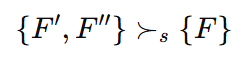 {F′, F″} ≻ₛ {F}